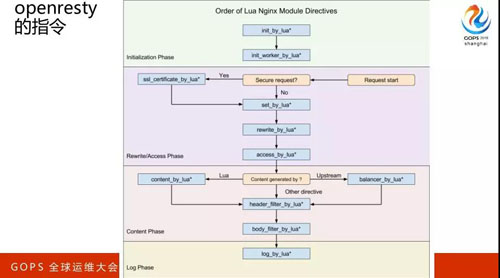 openresty
的指令
Order of Lua Nginx Module Directives
GOPS
shanghai
init_by_lua*
init_worker_by_lua*
Initialization Phase
ssl_certificate_by_lua*
Yes
Secure request?
Request start
No
set_by_lua*
rewrite_by_lua*
access_by_lua*
Rewrite/Access Phase
content_by_lua*
Lua
Content generated by ?
Upstream
balancer_by_lua*
Other directive
header_filter_by_lua*
body_filter_by_lua*
Content Phase
log_by_lua*
Log Phase
GOPS 全球运维大会